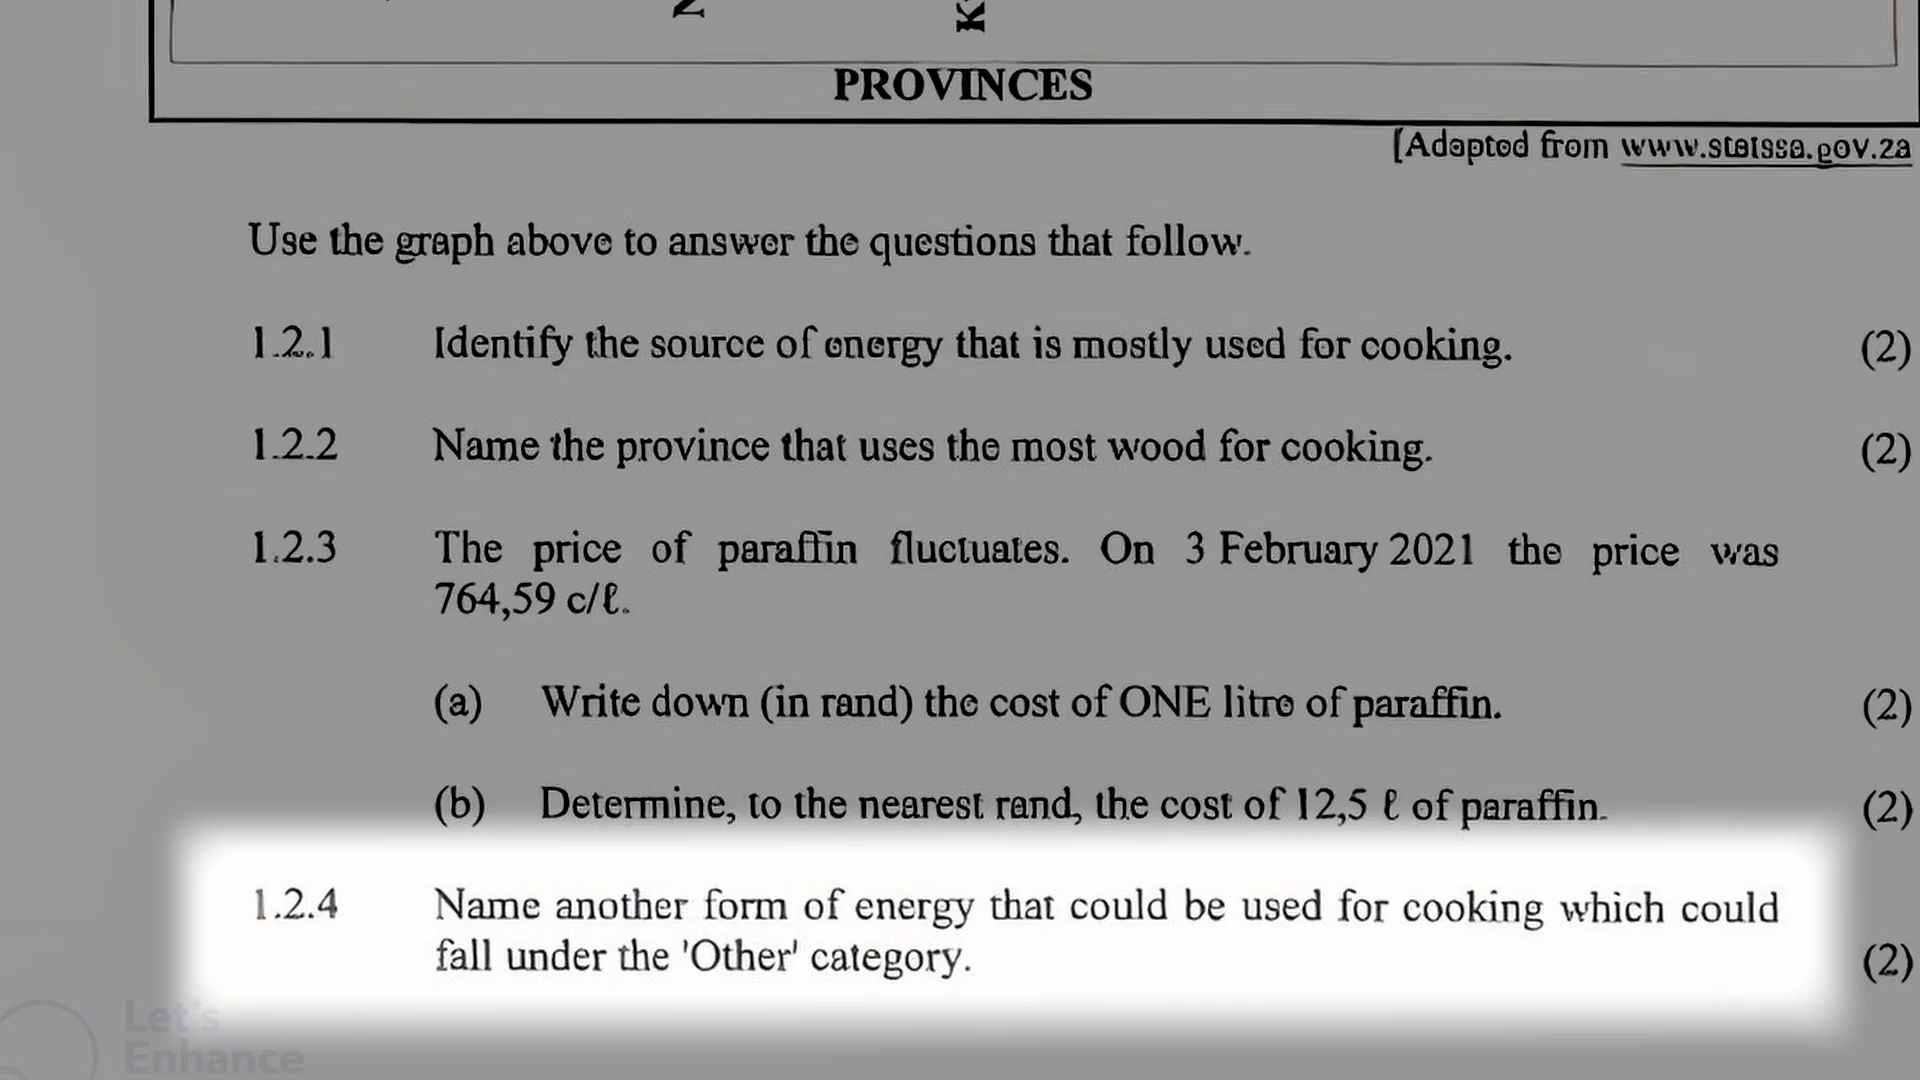 PROVINCES
[Adapted from www.statssa.gov.za
Use the graph above to answer the questions that follow.
1.2.1 Identify the source of energy that is mostly used for cooking. (2)
1.2.2 Name the province that uses the most wood for cooking. (2)
1.2.3 The price of paraffin fluctuates. On 3 February 2021 the price was
764,59 c/ℓ.
(a) Write down (in rand) the cost of ONE litre of paraffin. (2)
(b) Determine, to the nearest rand, the cost of 12,5 ℓ of paraffin. (2)
1.2.4 Name another form of energy that could be used for cooking which could
fall under the 'Other' category. (2)
Let's
Enhance